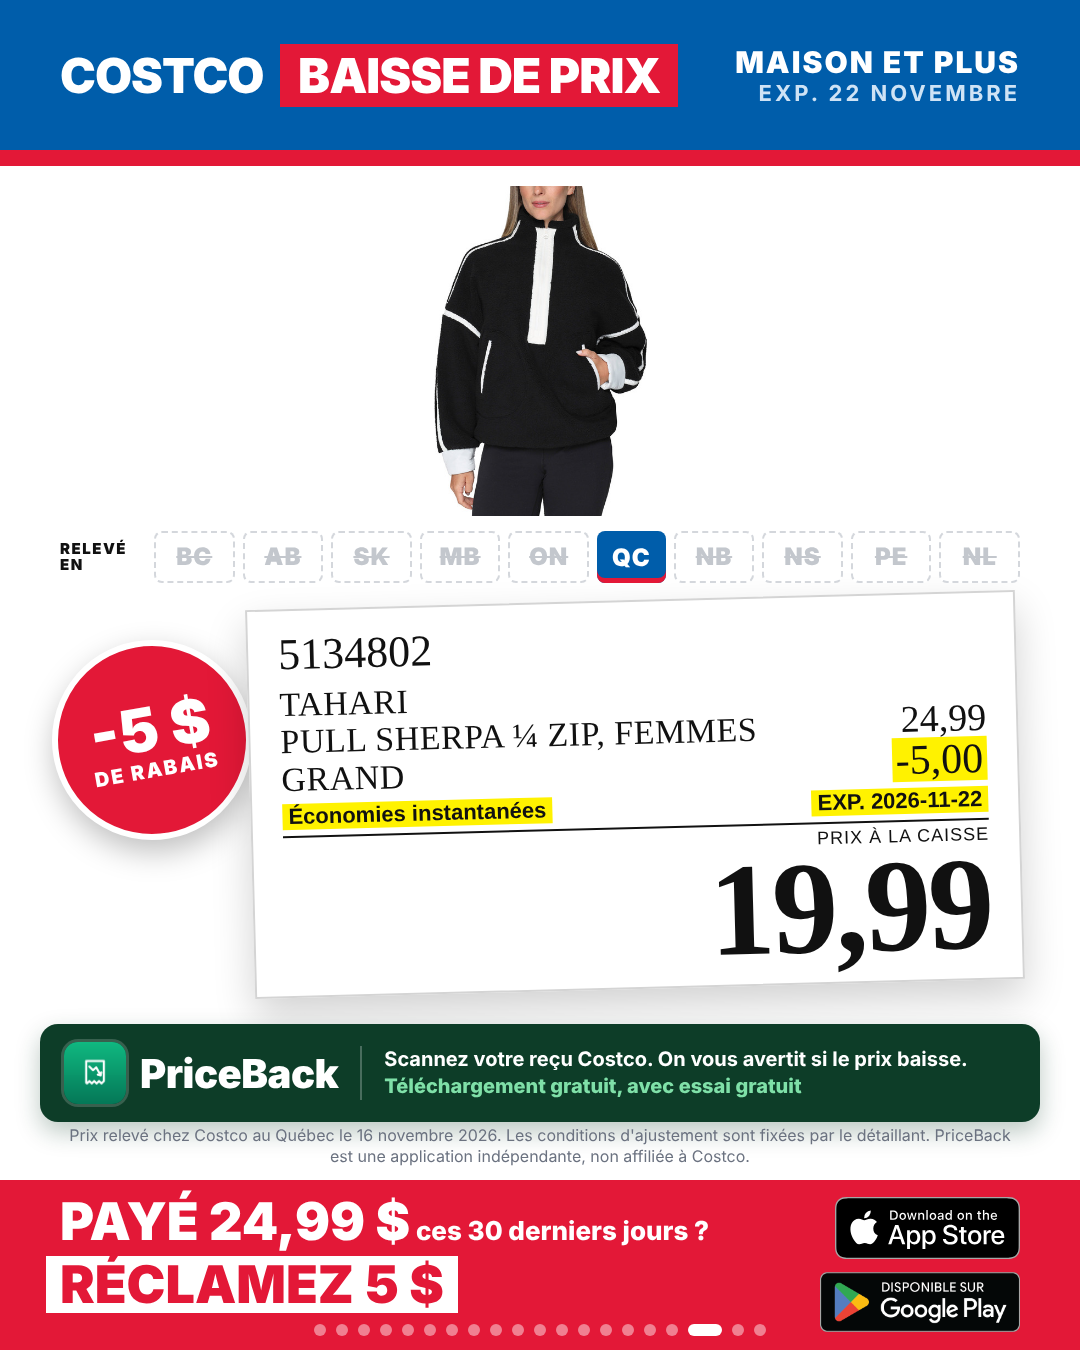 COSTCO BAISSE DE PRIX
MAISON ET PLUS
EXP. 22 NOVEMBRE
RELEVÉ EN
BC AB SK MB ON QC NB NS PE NL
-5 $
DE RABAIS
5134802
TAHARI
PULL SHERPA ¼ ZIP, FEMMES
GRAND
24,99
-5,00
Économies instantanées
EXP. 2026-11-22
PRIX À LA CAISSE
19,99
PriceBack
Scannez votre reçu Costco. On vous avertit si le prix baisse.
Téléchargement gratuit, avec essai gratuit
Prix relevé chez Costco au Québec le 16 novembre 2026. Les conditions d'ajustement sont fixées par le détaillant. PriceBack
est une application indépendante, non affiliée à Costco.
PAYÉ 24,99 $ ces 30 derniers jours ?
RÉCLAMEZ 5 $
Download on the
App Store
DISPONIBLE SUR
Google Play